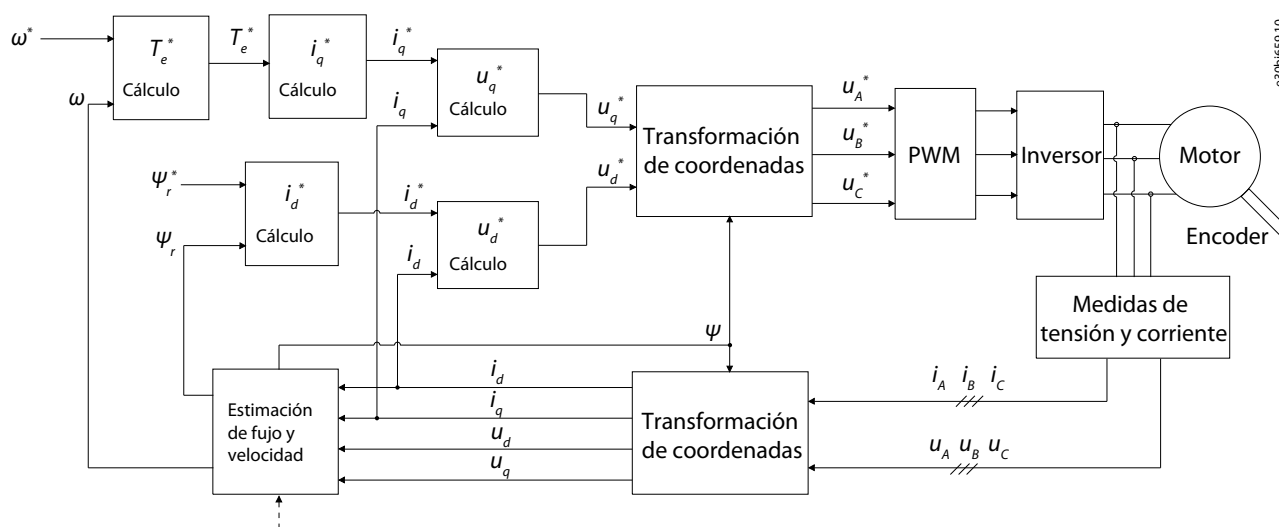 ω*
T_e^*
Cálculo
T_e^*
i_q^*
Cálculo
i_q^*
ω
i_q
u_q^*
Cálculo
u_q^*
Transformación
de coordenadas
u_A^*
u_B^*
u_C^*
PWM
Inversor
Motor
Encoder
ψ_r^*
ψ_r
i_d^*
Cálculo
i_d^*
i_d
u_d^*
Cálculo
u_d^*
Medidas de
tensión y corriente
ψ
Estimación
de fujo y
velocidad
i_d
i_q
u_d
u_q
Transformación
de coordenadas
i_A i_B i_C
u_A u_B u_C